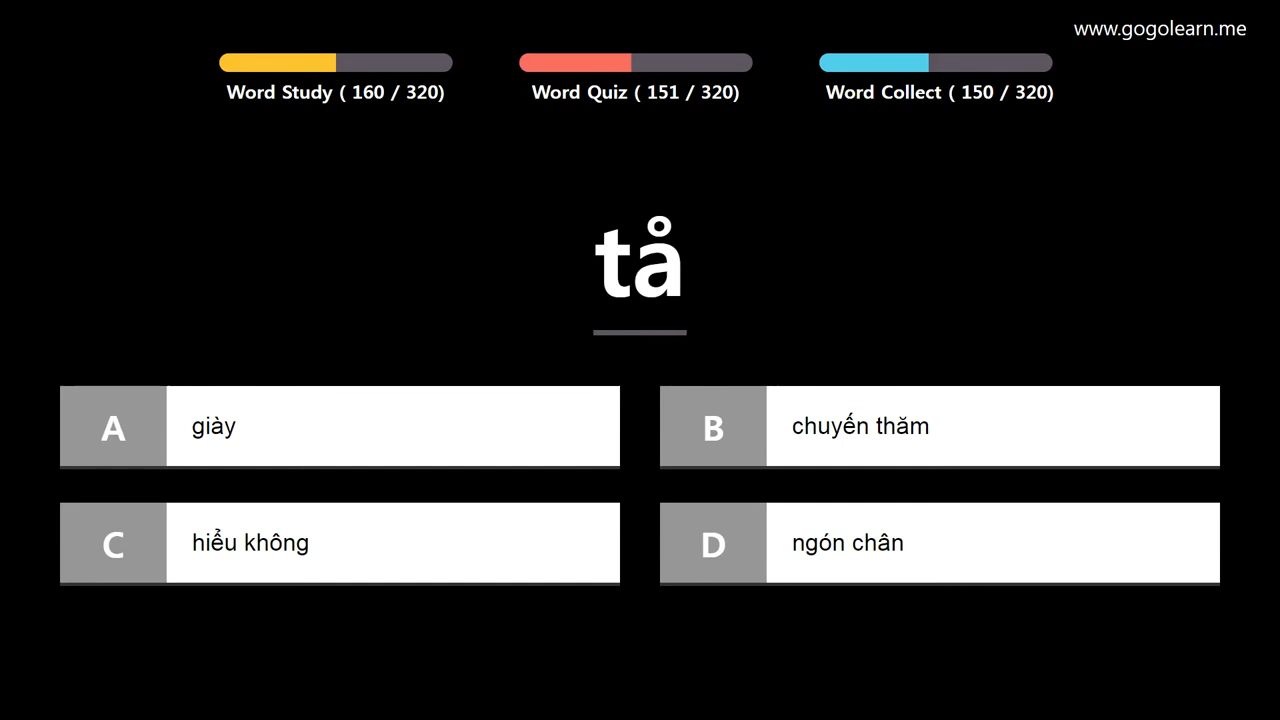 www.gogolearn.me
Word Study ( 160 / 320)
Word Quiz ( 151 / 320)
Word Collect ( 150 / 320)
tå
A giày
B chuyến thăm
C hiểu không
D ngón chân